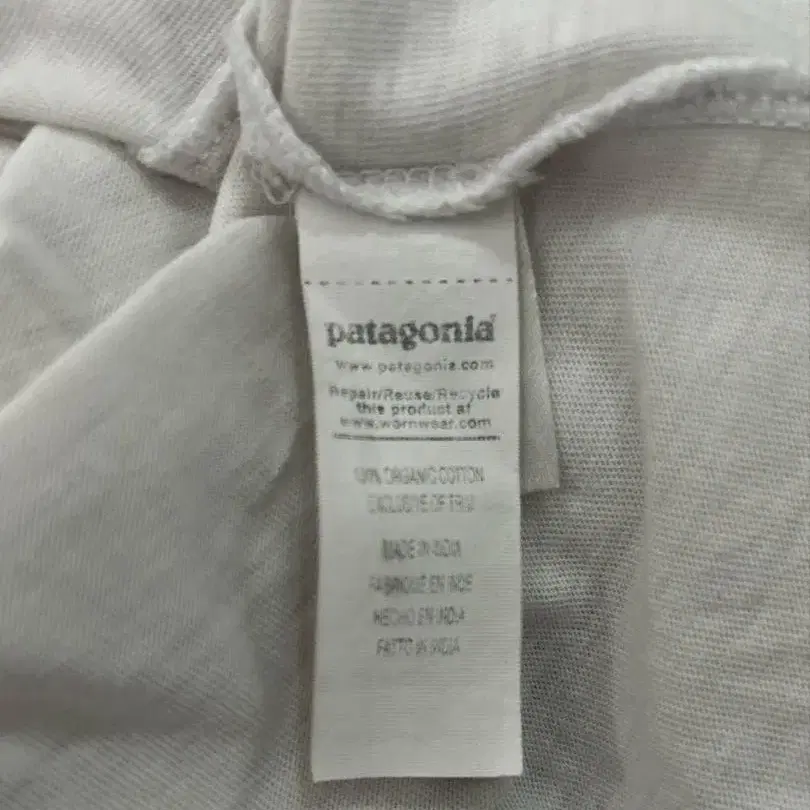 patagonia
www.patagonia.com
Repair/Reuse/Recycle
this product at
www.wornwear.com
100% ORGANIC COTTON
EXCLUSIVE OF TRIM
MADE IN INDIA
FABRIQUÉ EN INDE
HECHO EN INDIA
FATTO IN INDIA